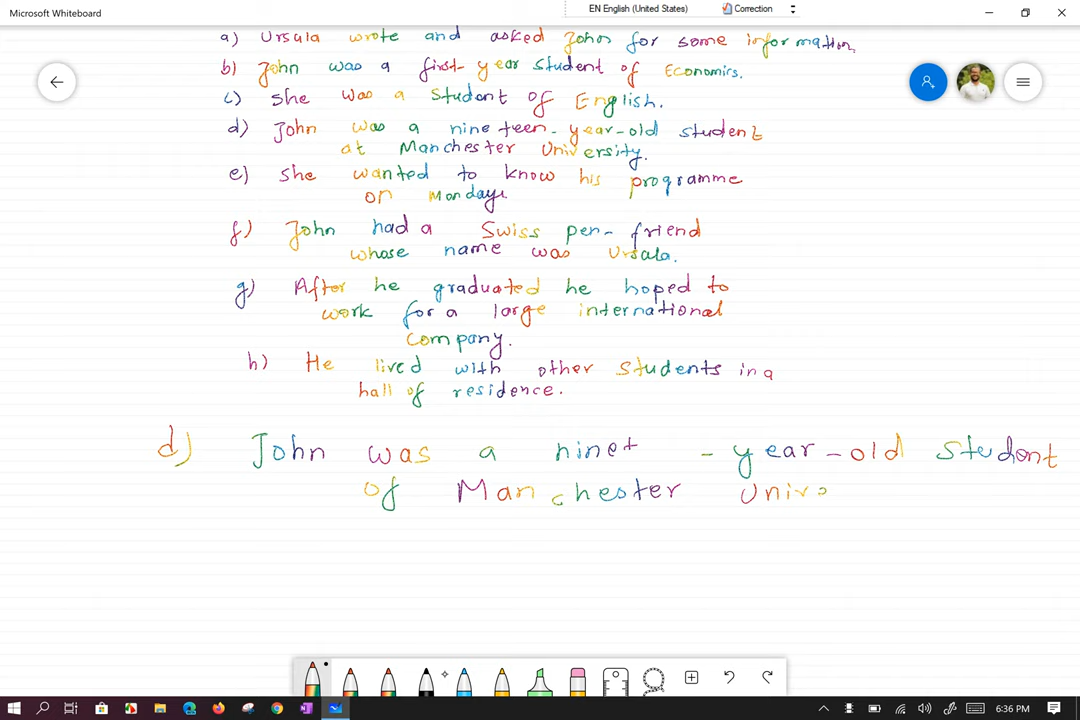 Microsoft Whiteboard
EN English (United States)
Correction
a) Ursula wrote and asked John for some information.
b) John was a first-year student of Economics.
c) She was a Student of English.
d) John was a nineteen-year-old student
at Manchester University.
e) She wanted to know his programme
on Mondays
f) John had a Swiss pen-friend
whose name was Ursala.
g) After he graduated he hoped to
work for a large international
company.
h) He lived with other students in a
hall of residence.
d) John was a ninet -year-old Student
of Manchester Univ
6:36 PM